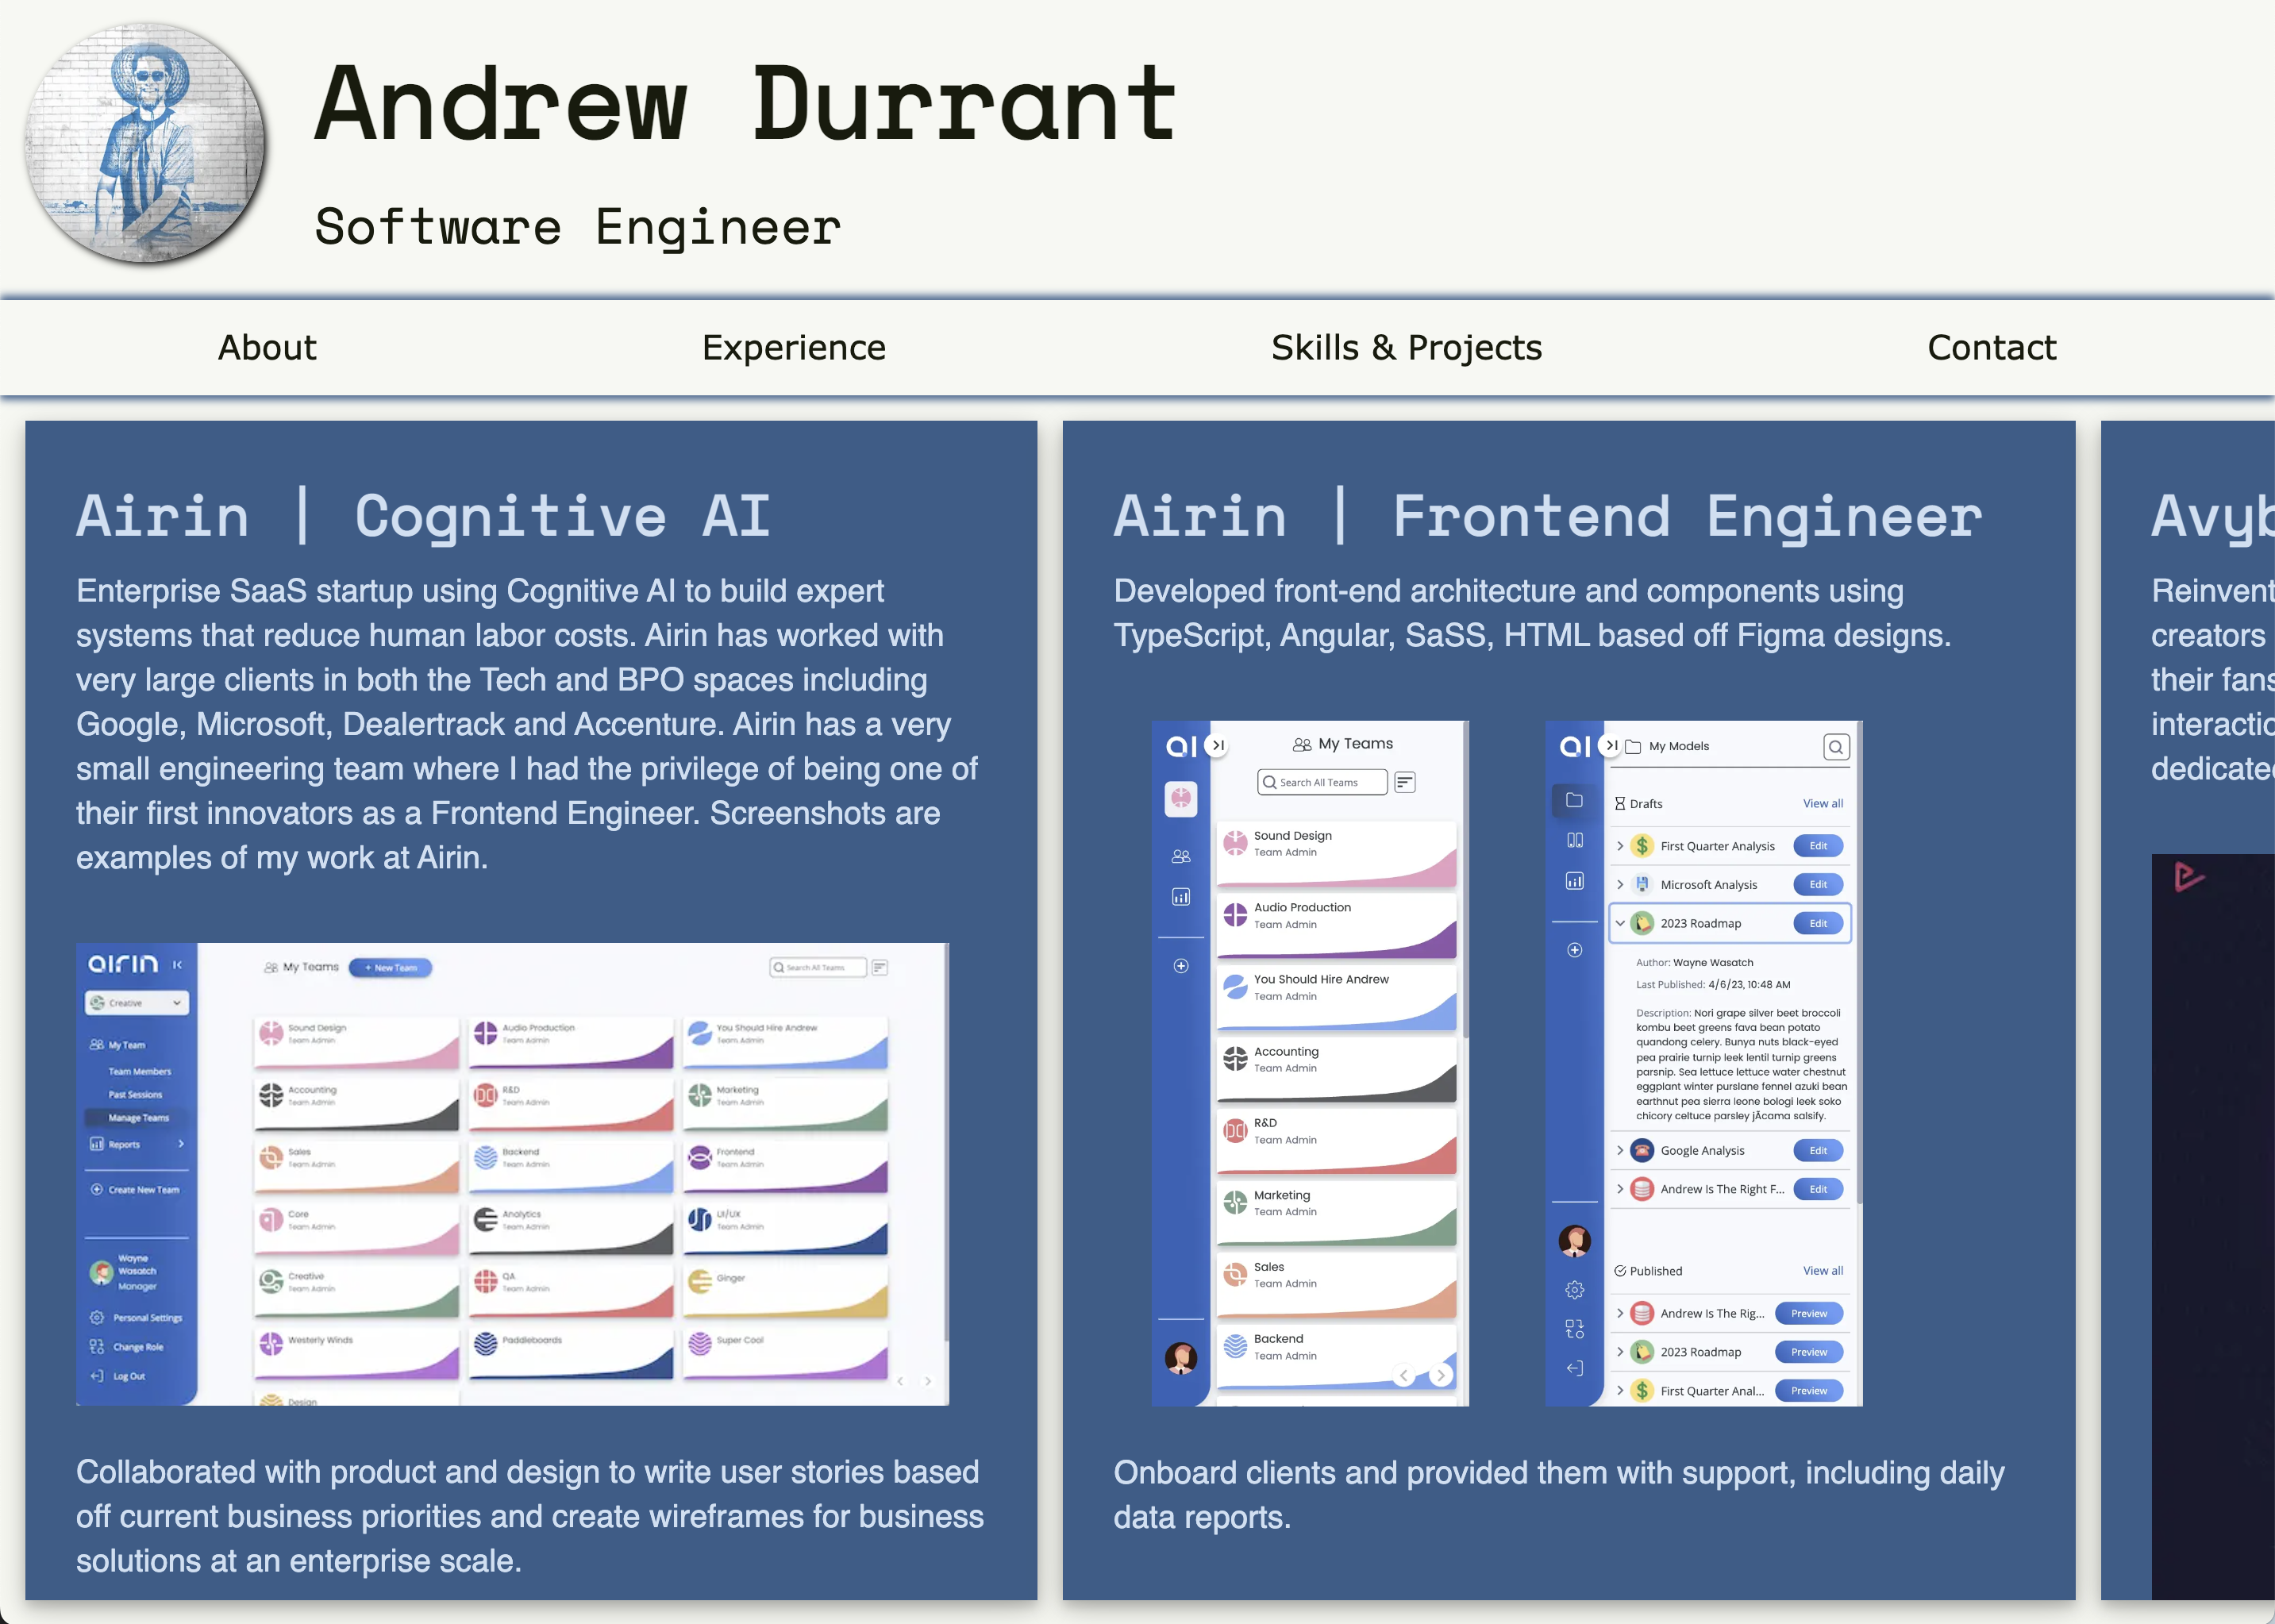 Andrew Durrant
Software Engineer
About
Experience
Skills & Projects
Contact
Airin | Cognitive AI
Enterprise SaaS startup using Cognitive AI to build expert
systems that reduce human labor costs. Airin has worked with
very large clients in both the Tech and BPO spaces including
Google, Microsoft, Dealertrack and Accenture. Airin has a very
small engineering team where I had the privilege of being one of
their first innovators as a Frontend Engineer. Screenshots are
examples of my work at Airin.
airin
Creative
My Team
Team Members
Past Sessions
Manage Teams
Reports
Create New Team
Wayne
Wasatch
Manager
Personal Settings
Change Role
Log Out
My Teams
+ New Team
Search All Teams
Sound Design
Team Admin
Audio Production
Team Admin
You Should Hire Andrew
Team Admin
Accounting
Team Admin
R&D
Team Admin
Marketing
Team Admin
Sales
Team Admin
Backend
Team Admin
Frontend
Team Admin
Core
Team Admin
Analytics
Team Admin
UI/UX
Team Admin
Creative
Team Admin
QA
Team Admin
Ginger
Westerly Winds
Paddleboards
Super Cool
Design
Collaborated with product and design to write user stories based
off current business priorities and create wireframes for business
solutions at an enterprise scale.
Airin | Frontend Engineer
Developed front-end architecture and components using
TypeScript, Angular, SaSS, HTML based off Figma designs.
ai
My Teams
Search All Teams
Sound Design
Team Admin
Audio Production
Team Admin
You Should Hire Andrew
Team Admin
Accounting
Team Admin
R&D
Team Admin
Marketing
Team Admin
Sales
Team Admin
Backend
Team Admin
ai
My Models
Drafts
View all
First Quarter Analysis
Edit
Microsoft Analysis
Edit
2023 Roadmap
Edit
Author: Wayne Wasatch
Last Published: 4/6/23, 10:48 AM
Description: Nori grape silver beet broccoli
kombu beet greens fava bean potato
quandong celery. Bunya nuts black-eyed
pea prairie turnip leek lentil turnip greens
parsnip. Sea lettuce lettuce water chestnut
eggplant winter purslane fennel azuki bean
earthnut pea sierra leone bologi leek soko
chicory celtuce parsley jÃcama salsify.
Google Analysis
Edit
Andrew Is The Right F...
Edit
Published
View all
Andrew Is The Rig...
Preview
2023 Roadmap
Preview
First Quarter Anal...
Preview
Onboard clients and provided them with support, including daily
data reports.
Avyb
Reinvent
creators
their fans
interactio
dedicate